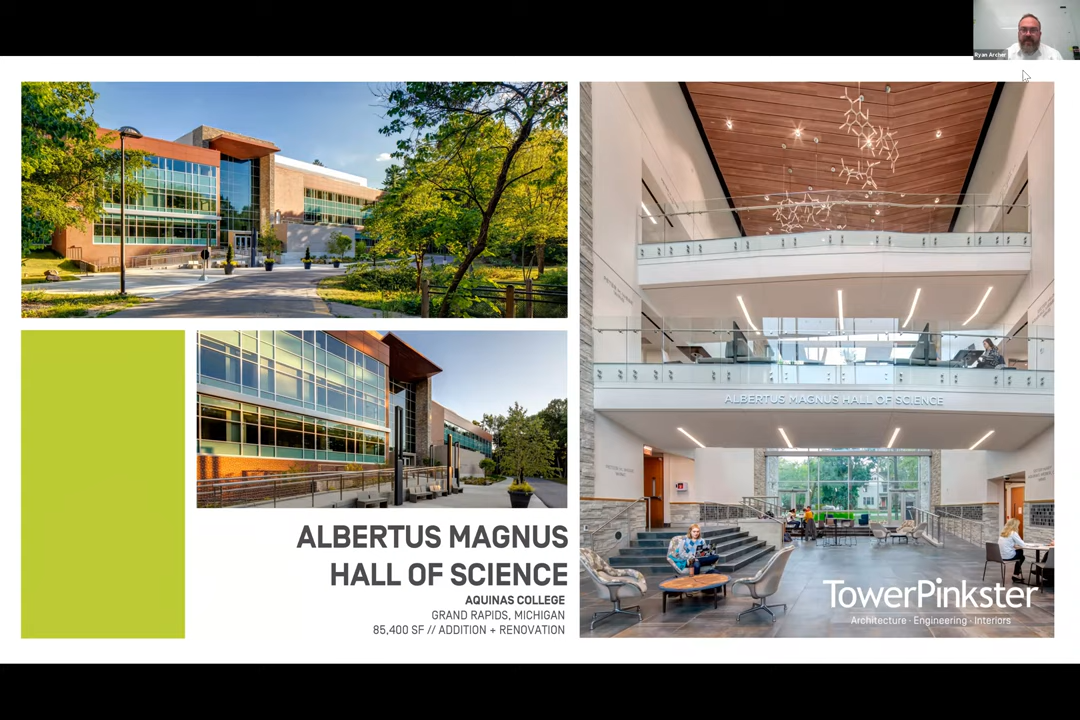 Ryan Archer
ALBERTUS MAGNUS HALL OF SCIENCE
ALBERTUS MAGNUS
HALL OF SCIENCE
AQUINAS COLLEGE
GRAND RAPIDS, MICHIGAN
85,400 SF // ADDITION + RENOVATION
TowerPinkster
Architecture · Engineering · Interiors